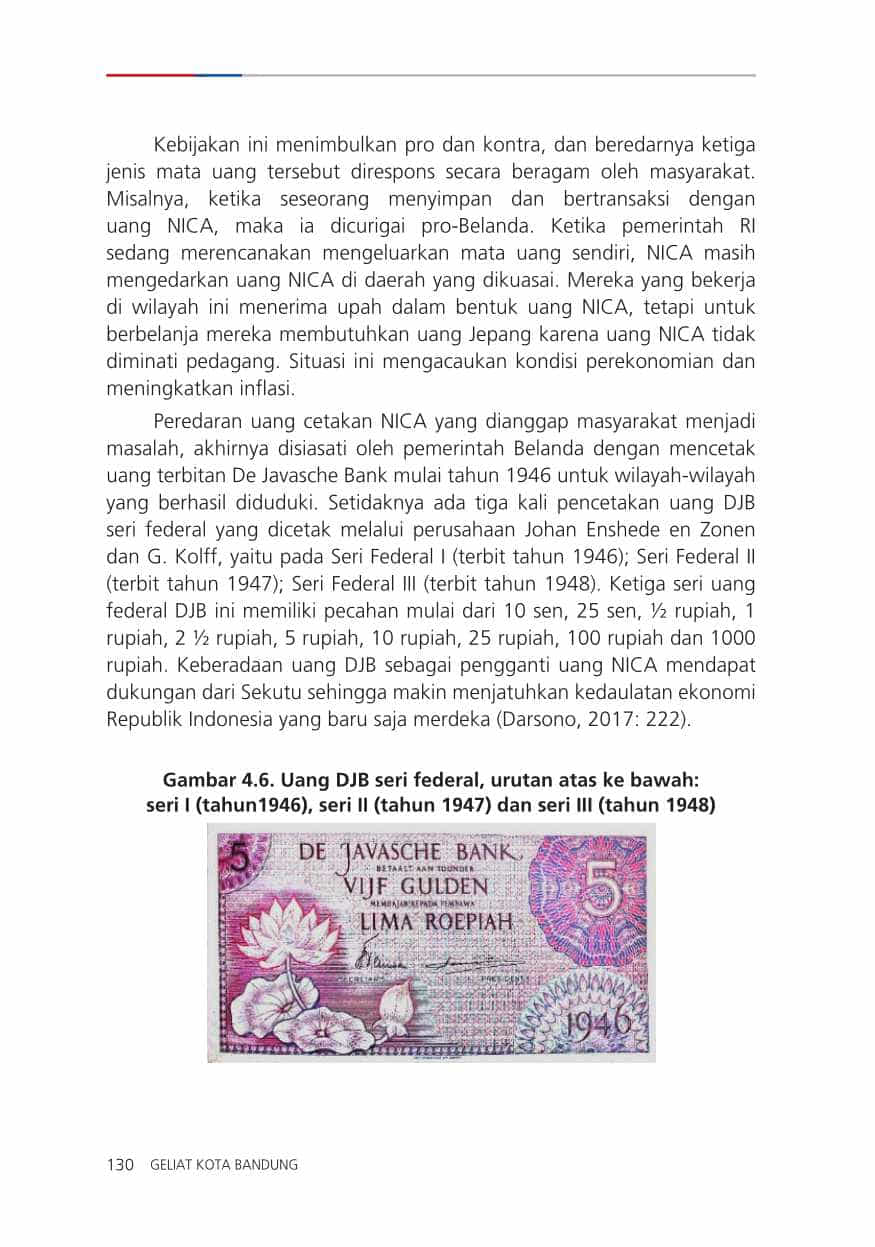 Kebijakan ini menimbulkan pro dan kontra, dan beredarnya ketiga
jenis mata uang tersebut direspons secara beragam oleh masyarakat.
Misalnya, ketika seseorang menyimpan dan bertransaksi dengan
uang NICA, maka ia dicurigai pro-Belanda. Ketika pemerintah RI
sedang merencanakan mengeluarkan mata uang sendiri, NICA masih
mengedarkan uang NICA di daerah yang dikuasai. Mereka yang bekerja
di wilayah ini menerima upah dalam bentuk uang NICA, tetapi untuk
berbelanja mereka membutuhkan uang Jepang karena uang NICA tidak
diminati pedagang. Situasi ini mengacaukan kondisi perekonomian dan
meningkatkan inflasi.
Peredaran uang cetakan NICA yang dianggap masyarakat menjadi
masalah, akhirnya disiasati oleh pemerintah Belanda dengan mencetak
uang terbitan De Javasche Bank mulai tahun 1946 untuk wilayah-wilayah
yang berhasil diduduki. Setidaknya ada tiga kali pencetakan uang DJB
seri federal yang dicetak melalui perusahaan Johan Enshede en Zonen
dan G. Kolff, yaitu pada Seri Federal I (terbit tahun 1946); Seri Federal II
(terbit tahun 1947); Seri Federal III (terbit tahun 1948). Ketiga seri uang
federal DJB ini memiliki pecahan mulai dari 10 sen, 25 sen, ½ rupiah, 1
rupiah, 2 ½ rupiah, 5 rupiah, 10 rupiah, 25 rupiah, 100 rupiah dan 1000
rupiah. Keberadaan uang DJB sebagai pengganti uang NICA mendapat
dukungan dari Sekutu sehingga makin menjatuhkan kedaulatan ekonomi
Republik Indonesia yang baru saja merdeka (Darsono, 2017: 222).
Gambar 4.6. Uang DJB seri federal, urutan atas ke bawah:
seri I (tahun1946), seri II (tahun 1947) dan seri III (tahun 1948)
5
DE JAVASCHE BANK
BETAALT AAN TOONDER
VIJF GULDEN
MEMBAJAR KEPADA PEMBAWA
LIMA ROEPIAH
5
SECRETARIS PRESIDENT
1946
130 GELIAT KOTA BANDUNG